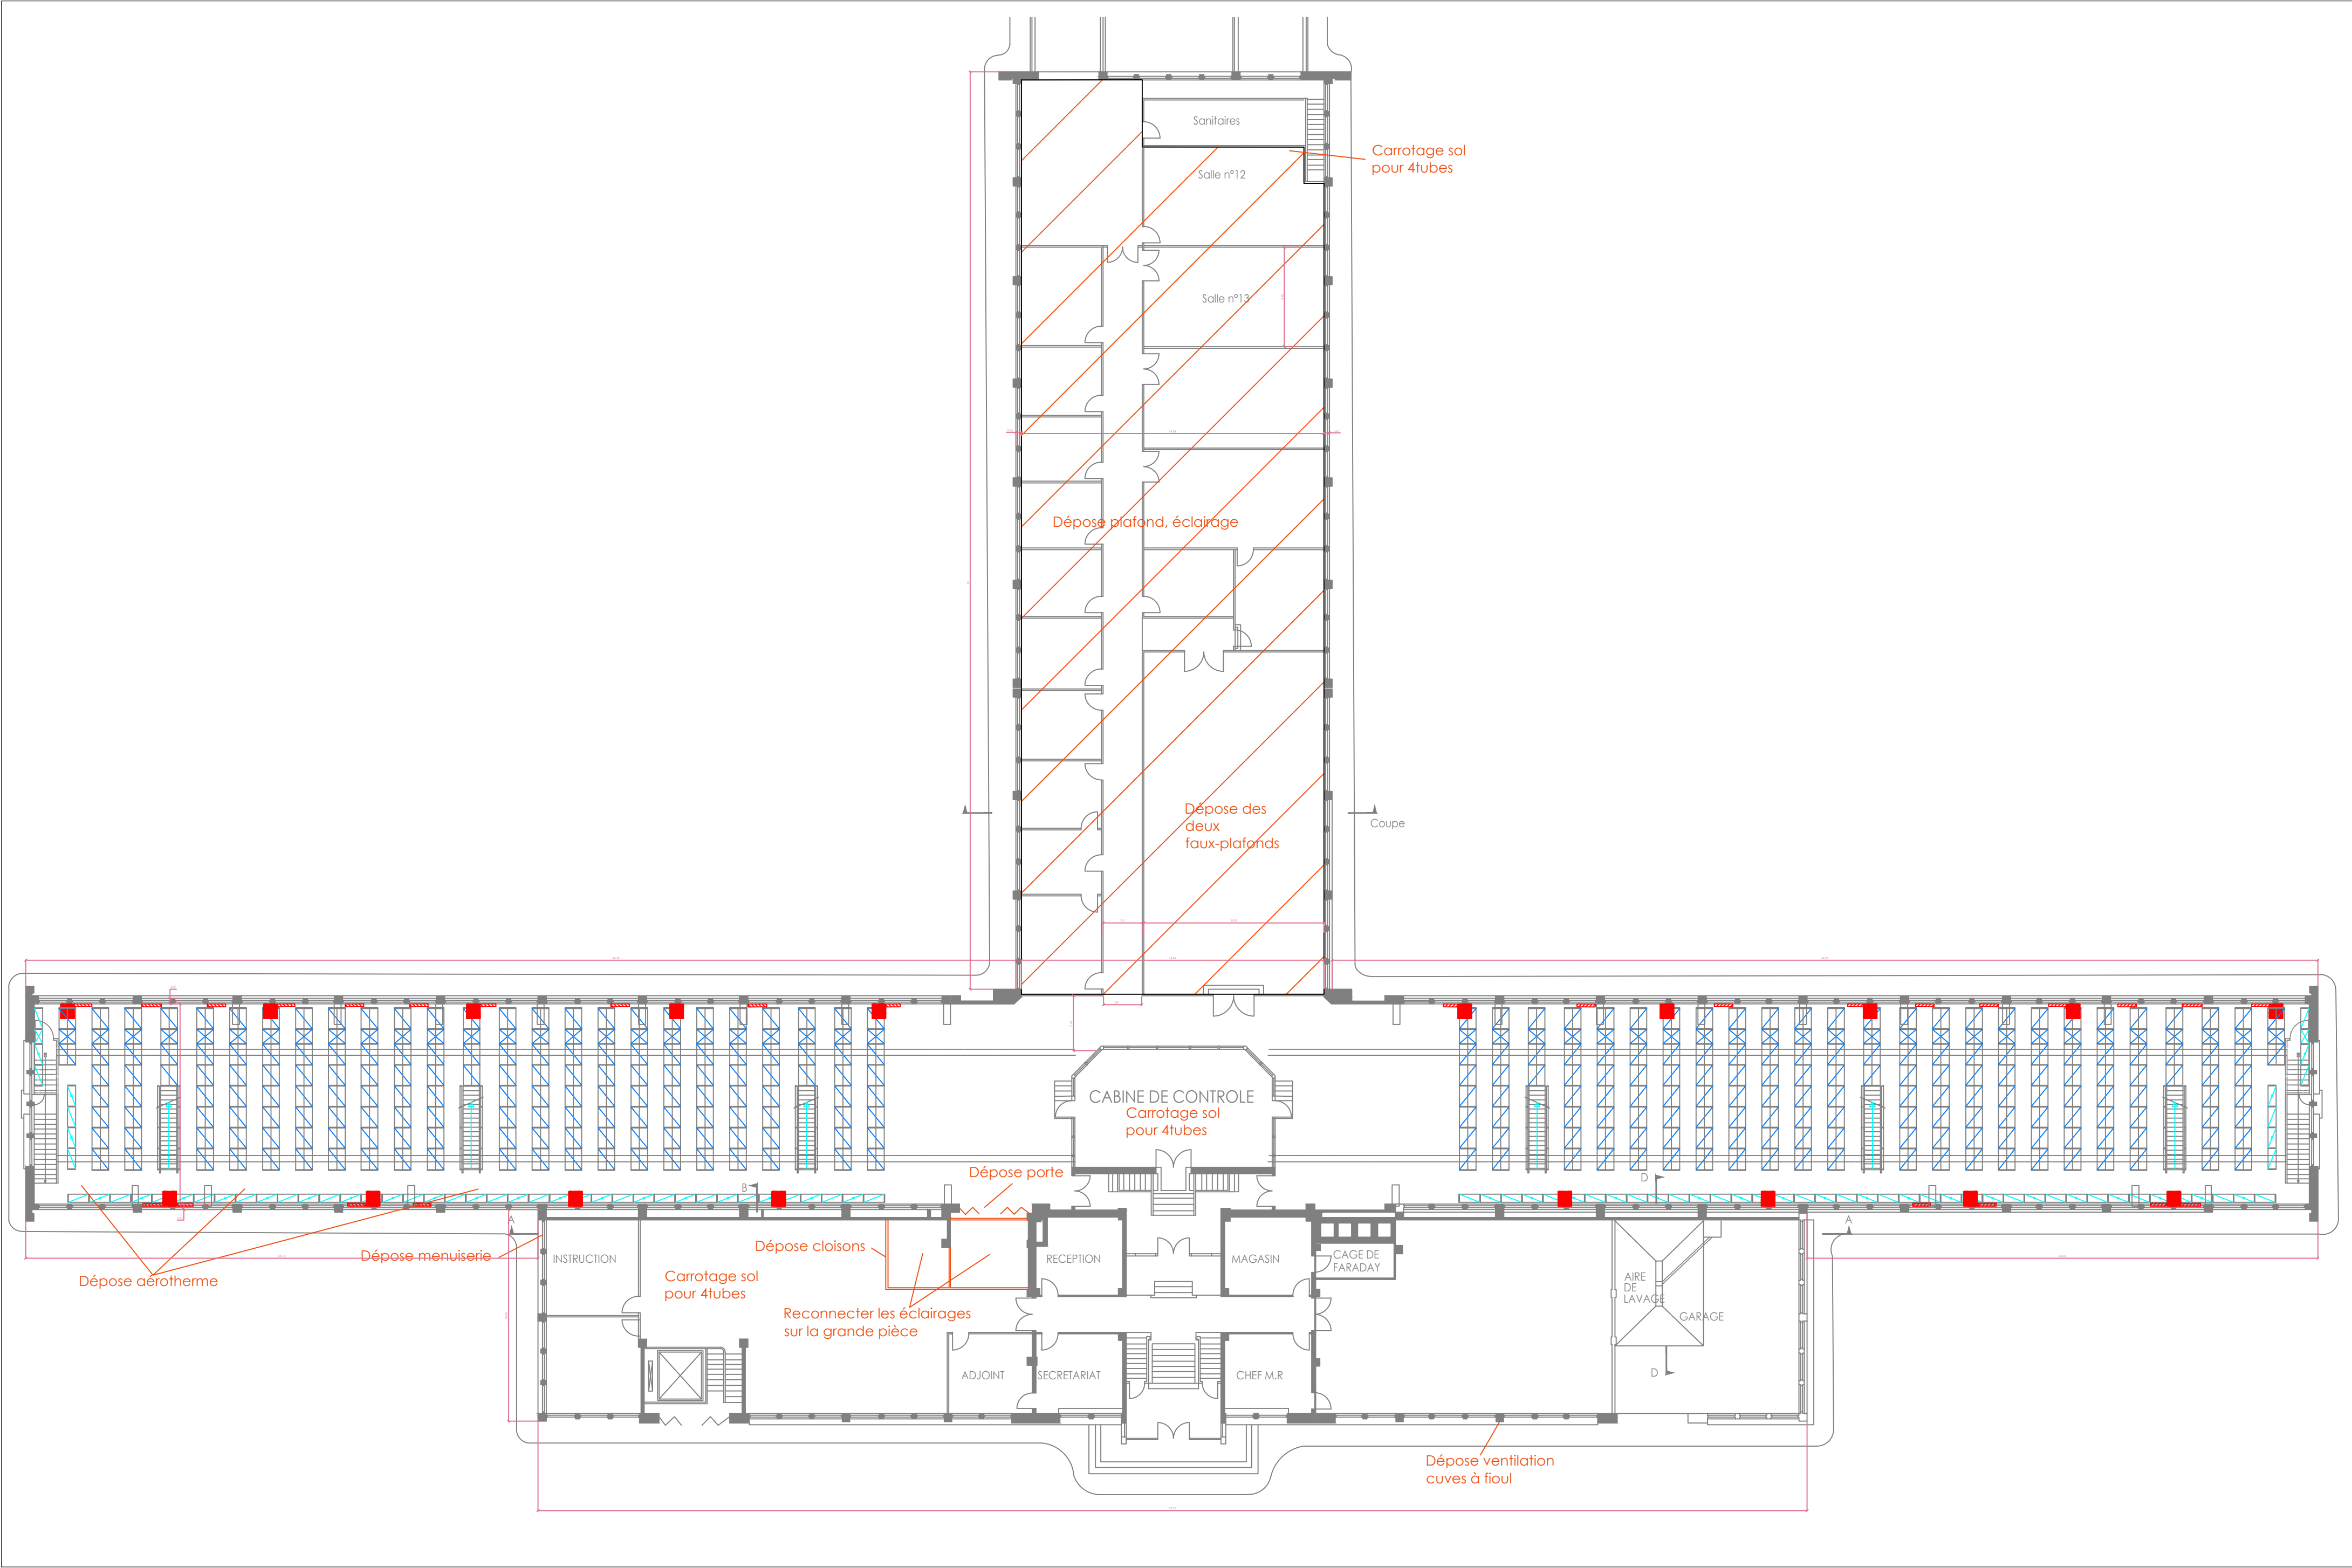 Sanitaires
Carrotage sol
pour 4tubes
Salle n°12
Salle n°13
Dépose plafond, éclairage
Dépose des
deux
faux-plafonds
Coupe
CABINE DE CONTROLE
Carrotage sol
pour 4tubes
Dépose porte
B
D
A
A
Dépose menuiserie
INSTRUCTION
Dépose cloisons
RECEPTION
MAGASIN
CAGE DE
FARADAY
Dépose aérotherme
Carrotage sol
pour 4tubes
AIRE
DE
LAVAGE
GARAGE
Reconnecter les éclairages
sur la grande pièce
ADJOINT
SECRETARIAT
CHEF M.R
D
Dépose ventilation
cuves à fioul